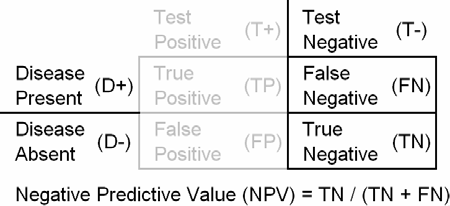 Test Positive (T+) Test Negative (T-)
Disease Present (D+) True Positive (TP) False Negative (FN)
Disease Absent (D-) False Positive (FP) True Negative (TN)
Negative Predictive Value (NPV) = TN / (TN + FN)